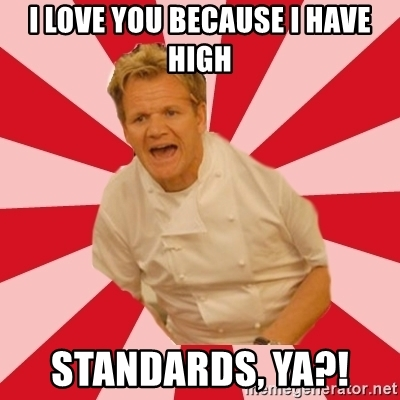 I LOVE YOU BECAUSE I HAVE
HIGH
STANDARDS, YA?!
memegenerator.net